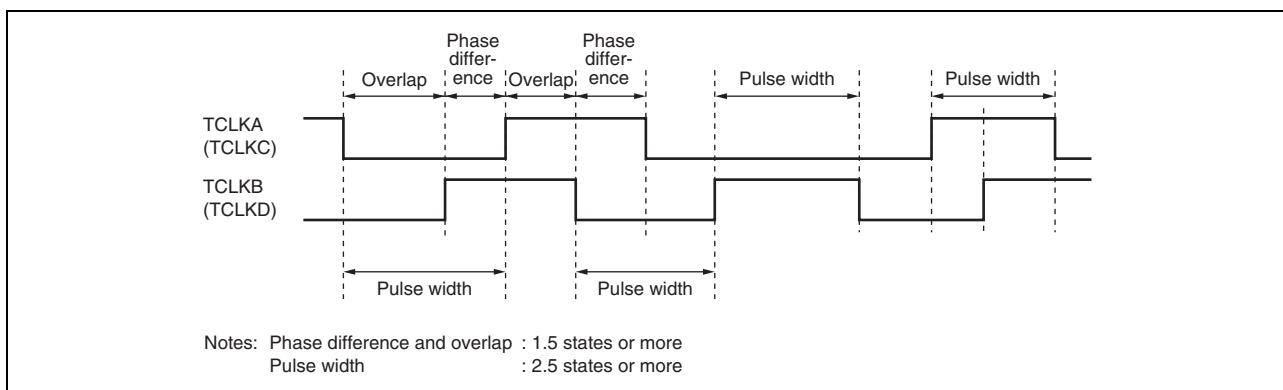 Phase
differ-
ence
Phase
differ-
ence
Overlap
Overlap
Pulse width
Pulse width
TCLKA
(TCLKC)
TCLKB
(TCLKD)
Pulse width
Pulse width
Notes: Phase difference and overlap : 1.5 states or more
Pulse width : 2.5 states or more